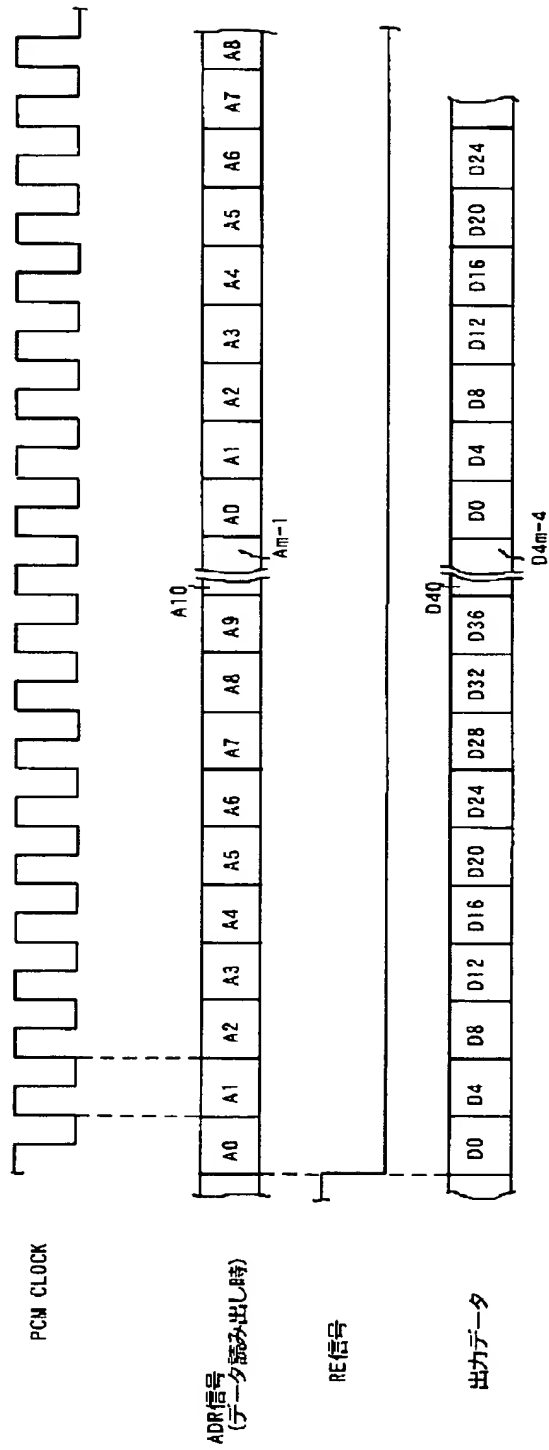 PCM CLOCK
ADR信号
(データ読み出し時)
A0 A1 A2 A3 A4 A5 A6 A7 A8 A9 A10 Am-1 A0 A1 A2 A3 A4 A5 A6 A7 A8
RE信号
出力データ
D0 D4 D8 D12 D16 D20 D24 D28 D32 D36 D40 D4m-4 D0 D4 D8 D12 D16 D20 D24